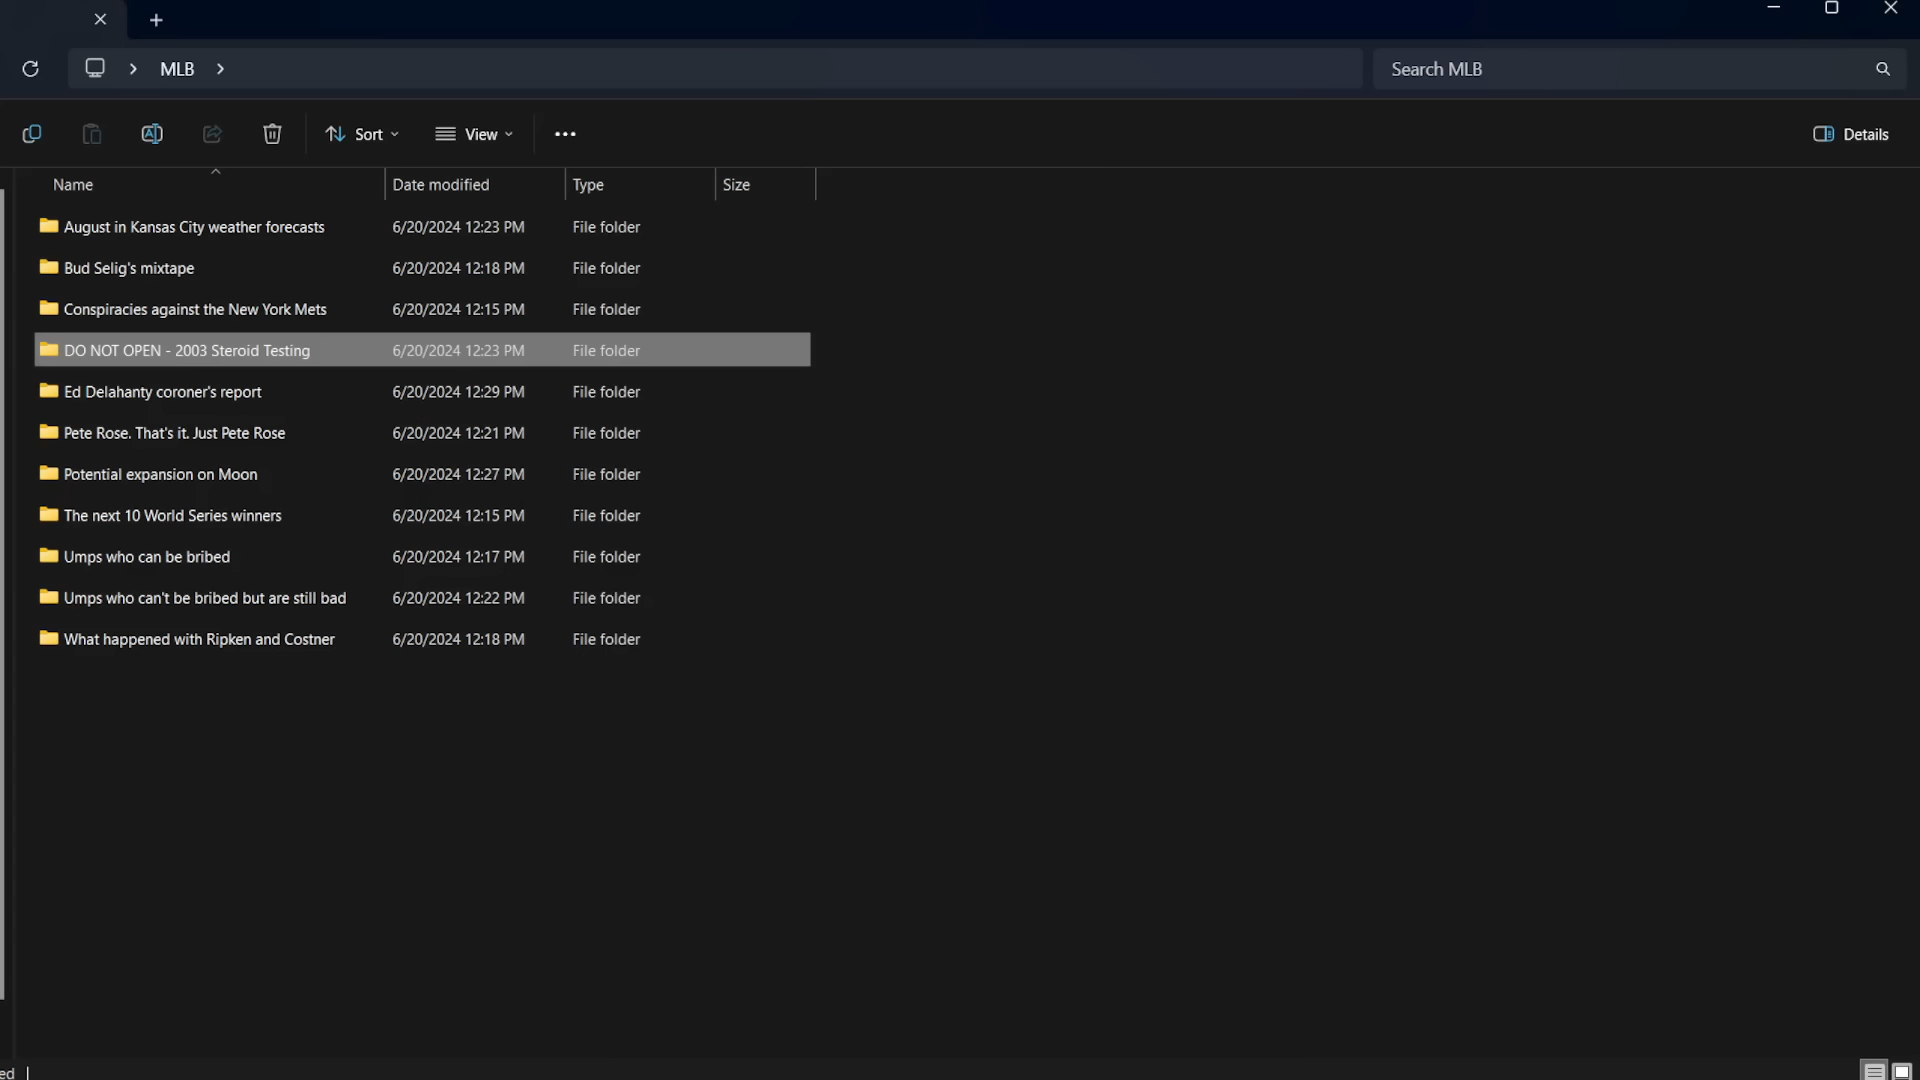 MLB
Search MLB
Sort
View
Details
Name Date modified Type Size
August in Kansas City weather forecasts 6/20/2024 12:23 PM File folder
Bud Selig's mixtape 6/20/2024 12:18 PM File folder
Conspiracies against the New York Mets 6/20/2024 12:15 PM File folder
DO NOT OPEN - 2003 Steroid Testing 6/20/2024 12:23 PM File folder
Ed Delahanty coroner's report 6/20/2024 12:29 PM File folder
Pete Rose. That's it. Just Pete Rose 6/20/2024 12:21 PM File folder
Potential expansion on Moon 6/20/2024 12:27 PM File folder
The next 10 World Series winners 6/20/2024 12:15 PM File folder
Umps who can be bribed 6/20/2024 12:17 PM File folder
Umps who can't be bribed but are still bad 6/20/2024 12:22 PM File folder
What happened with Ripken and Costner 6/20/2024 12:18 PM File folder
ed